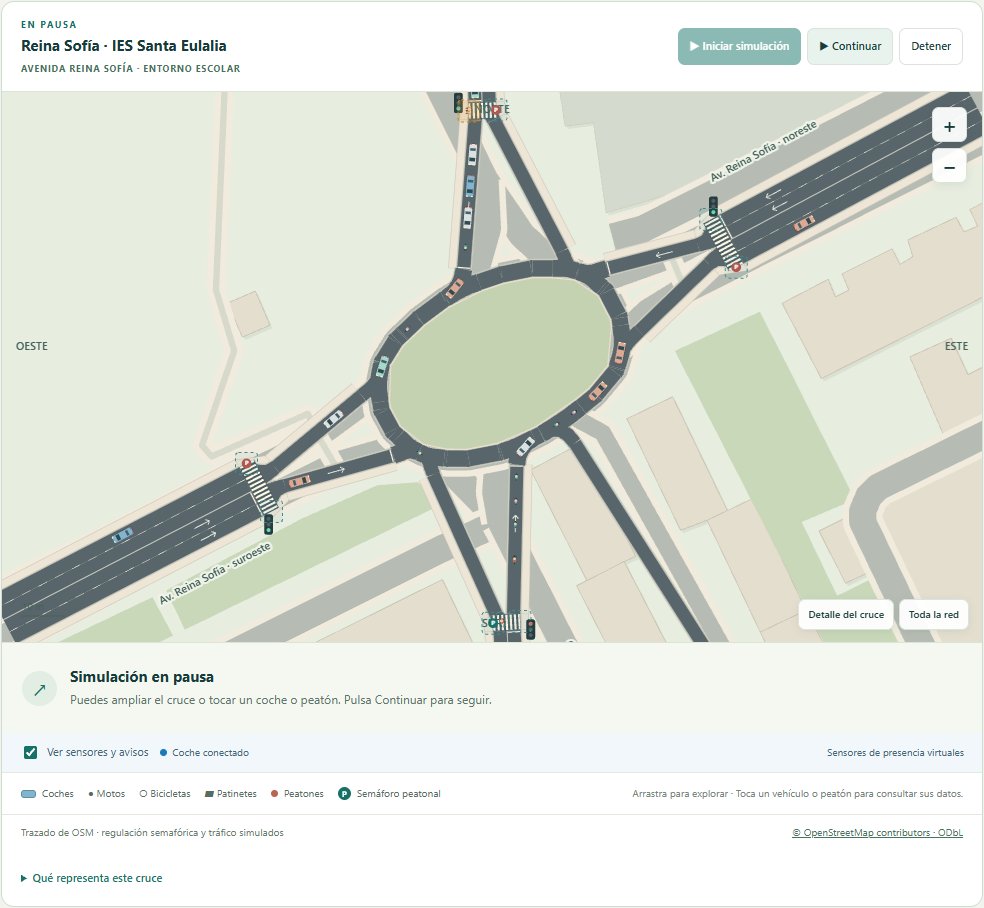 EN PAUSA
Reina Sofía · IES Santa Eulalia
AVENIDA REINA SOFÍA · ENTORNO ESCOLAR
▶ Iniciar simulación
▶ Continuar
Detener
+
−
Av. Reina Sofía · noreste
OESTE
ESTE
P
Av. Reina Sofía · suroeste
Detalle del cruce
Toda la red
Simulación en pausa
Puedes ampliar el cruce o tocar un coche o peatón. Pulsa Continuar para seguir.
Ver sensores y avisos
Coche conectado
Sensores de presencia virtuales
Coches
Motos
Bicicletas
Patinetes
Peatones
P Semáforo peatonal
Arrastra para explorar · Toca un vehículo o peatón para consultar sus datos.
Trazado de OSM · regulación semafórica y tráfico simulados
© OpenStreetMap contributors · ODbL
▶ Qué representa este cruce